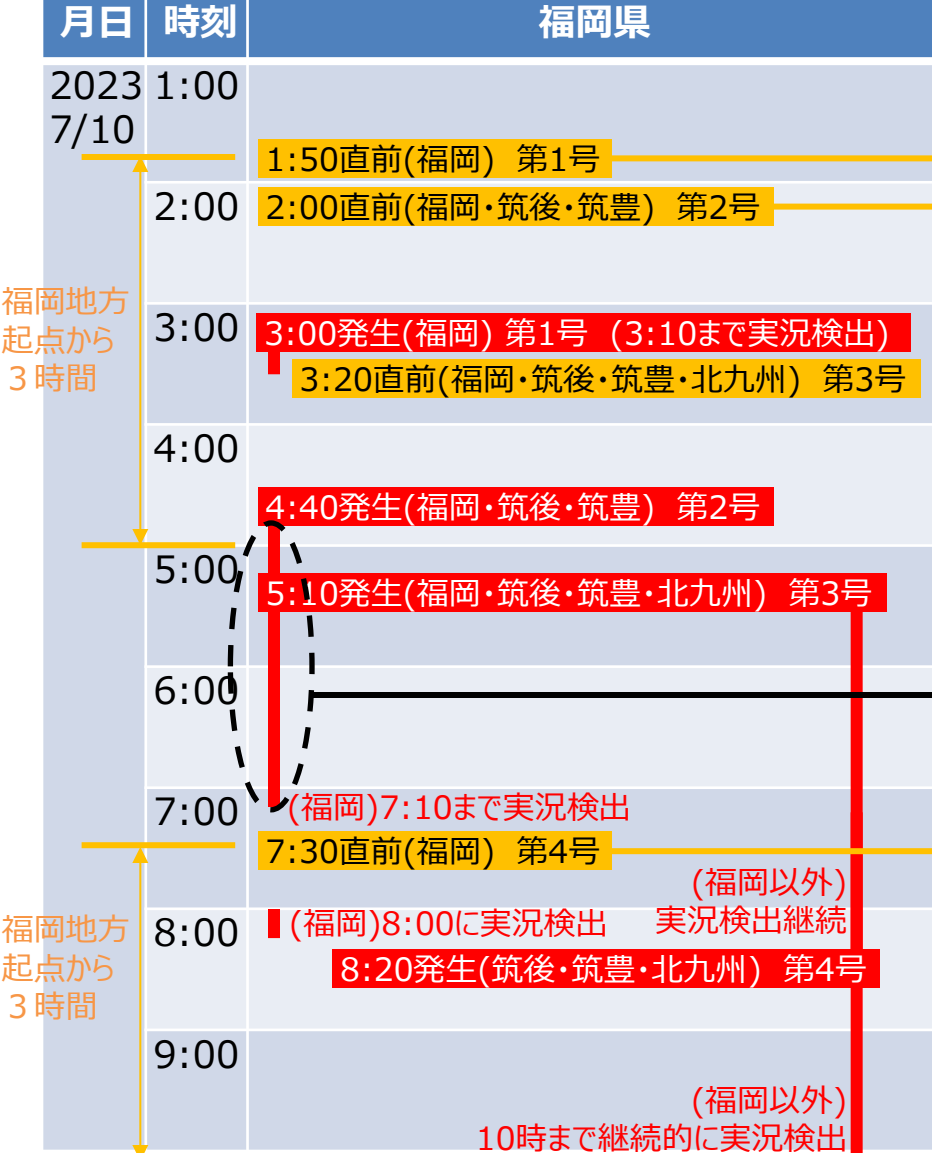 月日 時刻 福岡県
2023 1:00
7/10
1:50直前(福岡) 第1号
2:00 2:00直前(福岡・筑後・筑豊) 第2号
福岡地方
起点から
３時間
3:00 3:00発生(福岡) 第1号 (3:10まで実況検出)
3:20直前(福岡・筑後・筑豊・北九州) 第3号
4:00
4:40発生(福岡・筑後・筑豊) 第2号
5:00
5:10発生(福岡・筑後・筑豊・北九州) 第3号
6:00
7:00 (福岡)7:10まで実況検出
7:30直前(福岡) 第4号
(福岡以外)
実況検出継続
福岡地方
起点から
３時間
8:00 (福岡)8:00に実況検出
8:20発生(筑後・筑豊・北九州) 第4号
9:00
(福岡以外)
10時まで継続的に実況検出